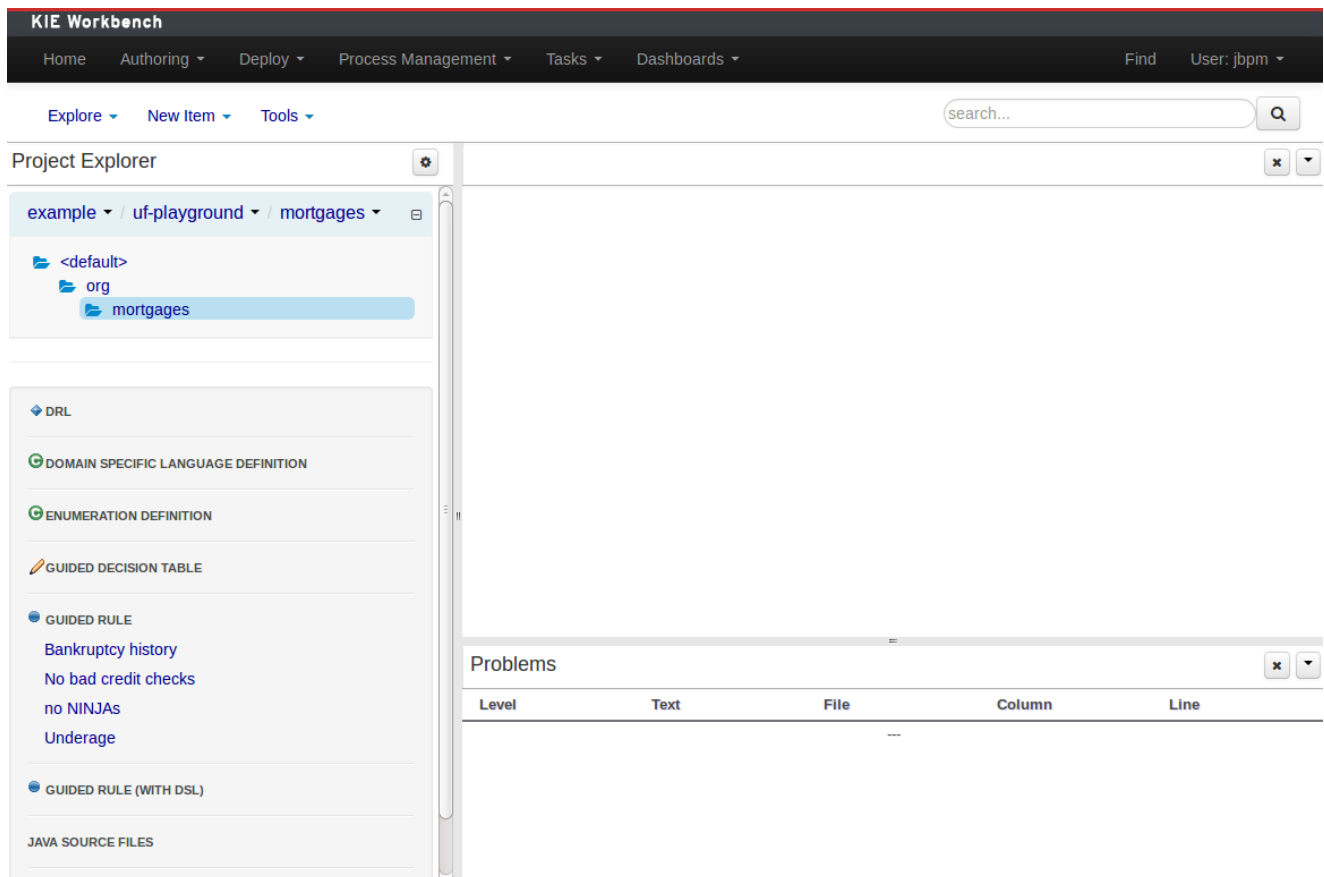 KIE Workbench
Home Authoring Deploy Process Management Tasks Dashboards Find User: jbpm
Explore New Item Tools search...
Project Explorer
example / uf-playground / mortgages
<default>
org
mortgages
DRL
DOMAIN SPECIFIC LANGUAGE DEFINITION
ENUMERATION DEFINITION
GUIDED DECISION TABLE
GUIDED RULE
Bankruptcy history
No bad credit checks
no NINJAs
Underage
GUIDED RULE (WITH DSL)
JAVA SOURCE FILES
Problems
Level Text File Column Line
---